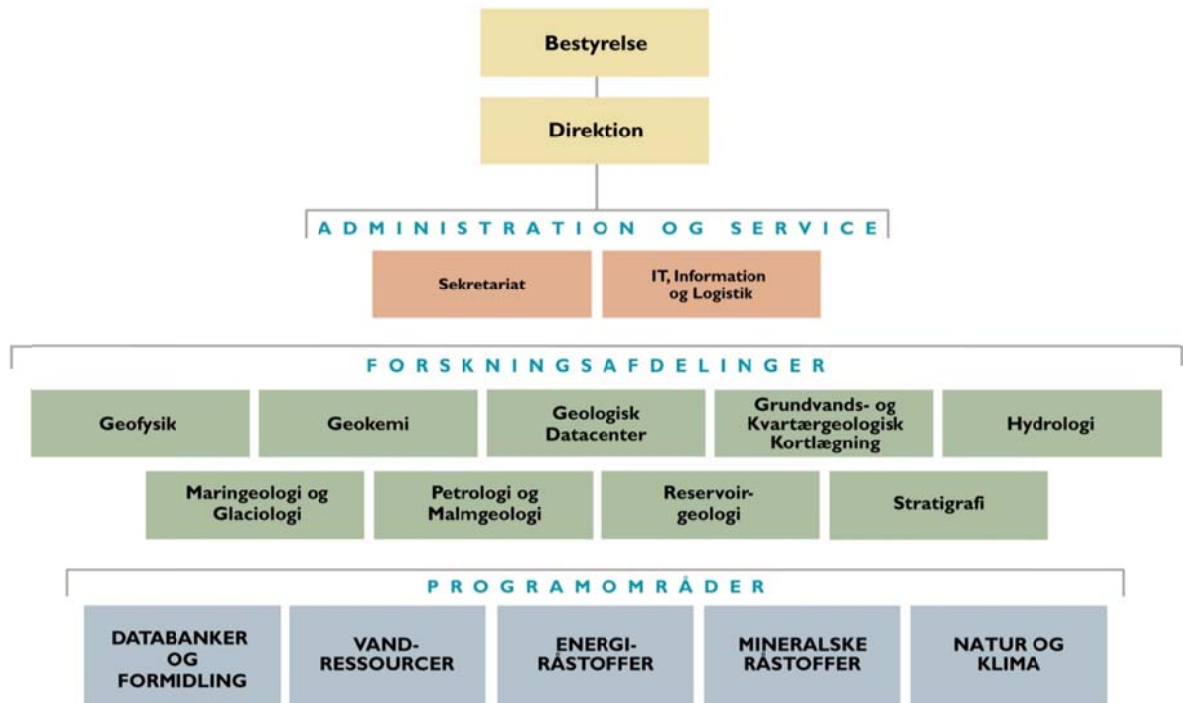 Bestyrelse
Direktion
ADMINISTRATION OG SERVICE
Sekretariat
IT, Information
og Logistik
FORSKNINGSAFDELINGER
Geofysik
Geokemi
Geologisk
Datacenter
Grundvands- og
Kvartærgeologisk
Kortlægning
Hydrologi
Maringeologi og
Glaciologi
Petrologi og
Malmgeologi
Reservoir-
geologi
Stratigrafi
PROGRAMOMRÅDER
DATABANKER
OG
FORMIDLING
VAND-
RESSOURCER
ENERGI-
RÅSTOFFER
MINERALSKE
RÅSTOFFER
NATUR OG
KLIMA